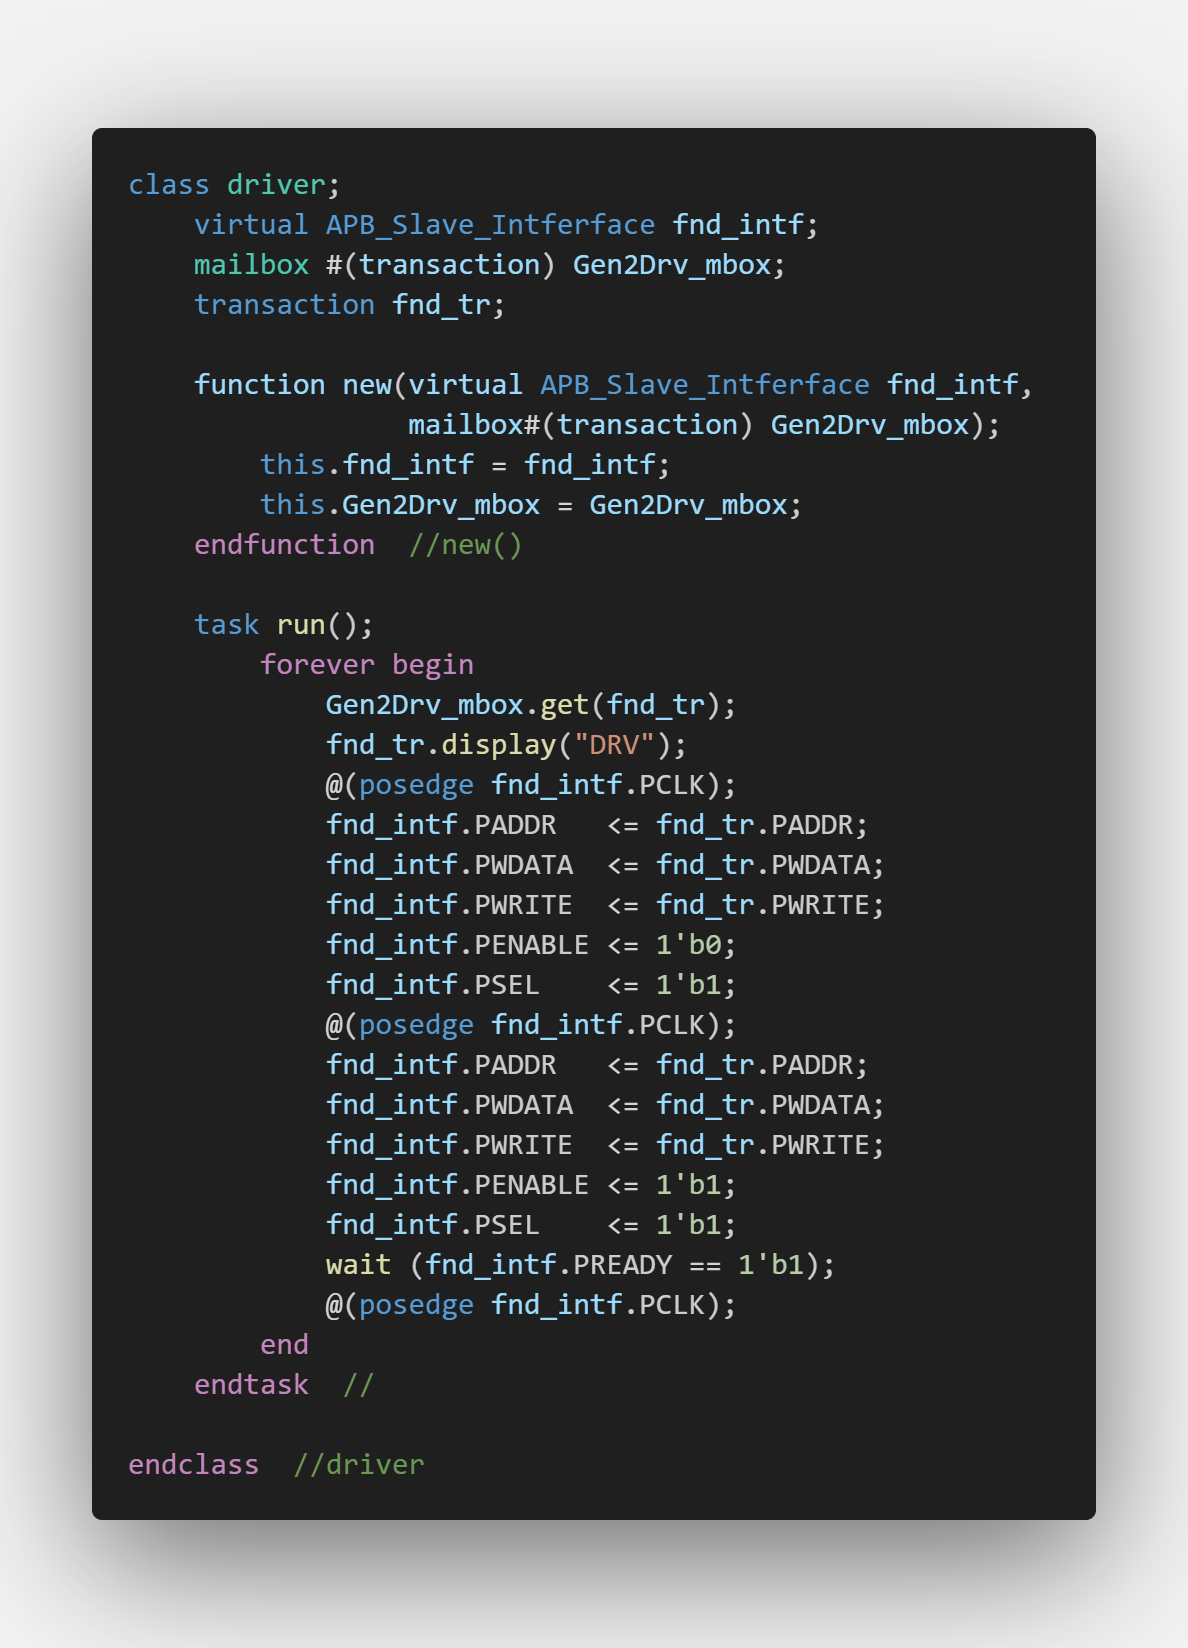 class driver;
    virtual APB_Slave_Intferface fnd_intf;
    mailbox #(transaction) Gen2Drv_mbox;
    transaction fnd_tr;

    function new(virtual APB_Slave_Intferface fnd_intf,
                 mailbox#(transaction) Gen2Drv_mbox);
        this.fnd_intf = fnd_intf;
        this.Gen2Drv_mbox = Gen2Drv_mbox;
    endfunction  //new()

    task run();
        forever begin
            Gen2Drv_mbox.get(fnd_tr);
            fnd_tr.display("DRV");
            @(posedge fnd_intf.PCLK);
            fnd_intf.PADDR   <= fnd_tr.PADDR;
            fnd_intf.PWDATA  <= fnd_tr.PWDATA;
            fnd_intf.PWRITE  <= fnd_tr.PWRITE;
            fnd_intf.PENABLE <= 1'b0;
            fnd_intf.PSEL    <= 1'b1;
            @(posedge fnd_intf.PCLK);
            fnd_intf.PADDR   <= fnd_tr.PADDR;
            fnd_intf.PWDATA  <= fnd_tr.PWDATA;
            fnd_intf.PWRITE  <= fnd_tr.PWRITE;
            fnd_intf.PENABLE <= 1'b1;
            fnd_intf.PSEL    <= 1'b1;
            wait (fnd_intf.PREADY == 1'b1);
            @(posedge fnd_intf.PCLK);
        end
    endtask  //

endclass  //driver